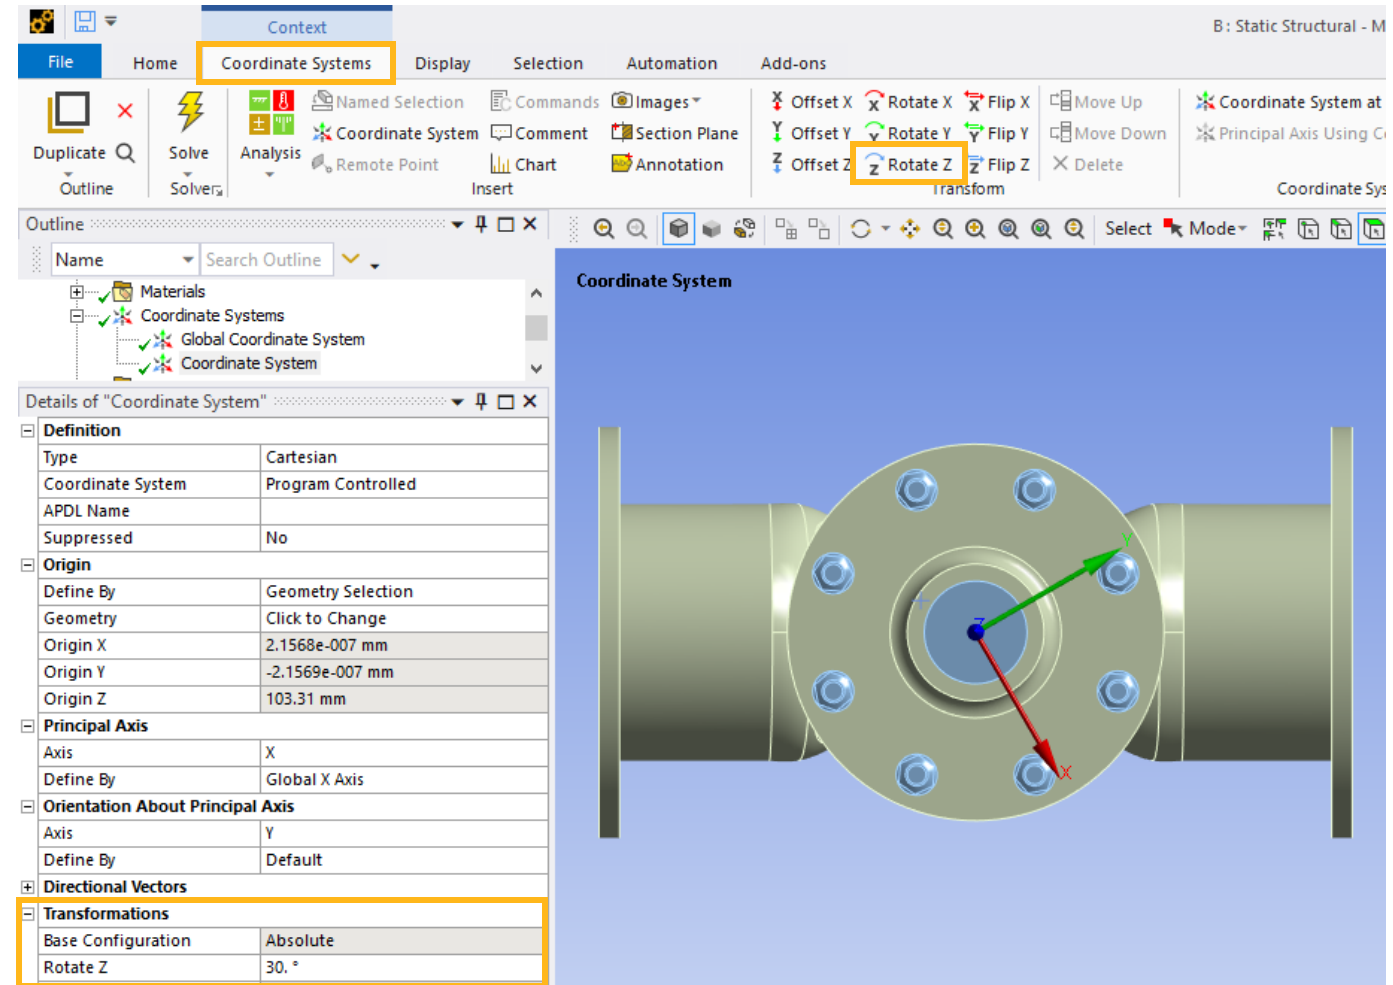 Context
B : Static Structural - M
File Home Coordinate Systems Display Selection Automation Add-ons
Named Selection Commands Images Offset X Rotate X Flip X Move Up Coordinate System at
Coordinate System Comment Section Plane Offset Y Rotate Y Flip Y Move Down Principal Axis Using Co
Duplicate Solve Analysis Remote Point Chart Annotation Offset Z Rotate Z Flip Z Delete
Outline Solver Insert Transform Coordinate Sys
Outline
Select Mode
Name Search Outline
Coordinate System
Materials
Coordinate Systems
Global Coordinate System
Coordinate System
Details of "Coordinate System"
Definition
Type Cartesian
Coordinate System Program Controlled
APDL Name
Suppressed No
Origin
Define By Geometry Selection
Geometry Click to Change
Origin X 2.1568e-007 mm
Origin Y -2.1569e-007 mm
Origin Z 103.31 mm
Principal Axis
Axis X
Define By Global X Axis
Orientation About Principal Axis
Axis Y
Define By Default
Directional Vectors
Transformations
Base Configuration Absolute
Rotate Z 30. °
Y
Z
X